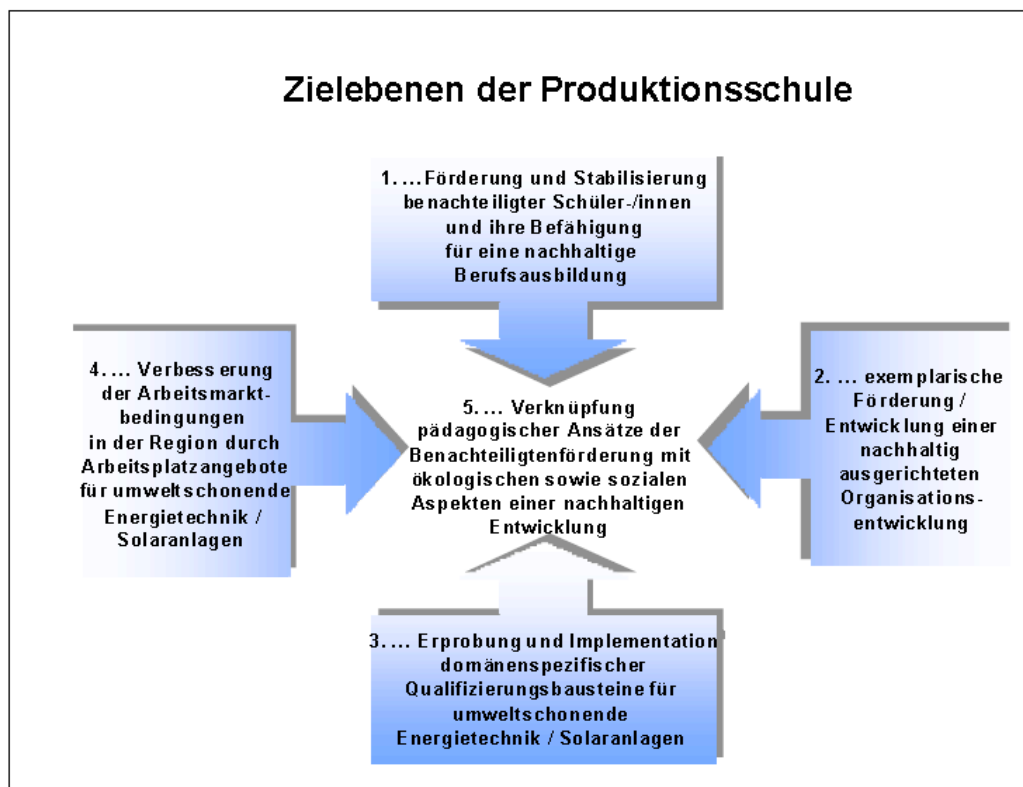 Zielebenen der Produktionsschule
1. ... Förderung und Stabilisierung
benachteiligter Schüler-/innen
und ihre Befähigung
für eine nachhaltige
Berufsausbildung
2. ... exemplarische
Förderung /
Entwicklung einer
nachhaltig
ausgerichteten
Organisations-
entwicklung
3. ... Erprobung und Implementation
domänenspezifischer
Qualifizierungsbausteine für
umweltschonende
Energietechnik / Solaranlagen
4. ... Verbesserung
der Arbeitsmarkt-
bedingungen
in der Region durch
Arbeitsplatzangebote
für umweltschonende
Energietechnik /
Solaranlagen
5. ... Verknüpfung
pädagogischer Ansätze der
Benachteiligtenförderung mit
ökologischen sowie sozialen
Aspekten einer nachhaltigen
Entwicklung